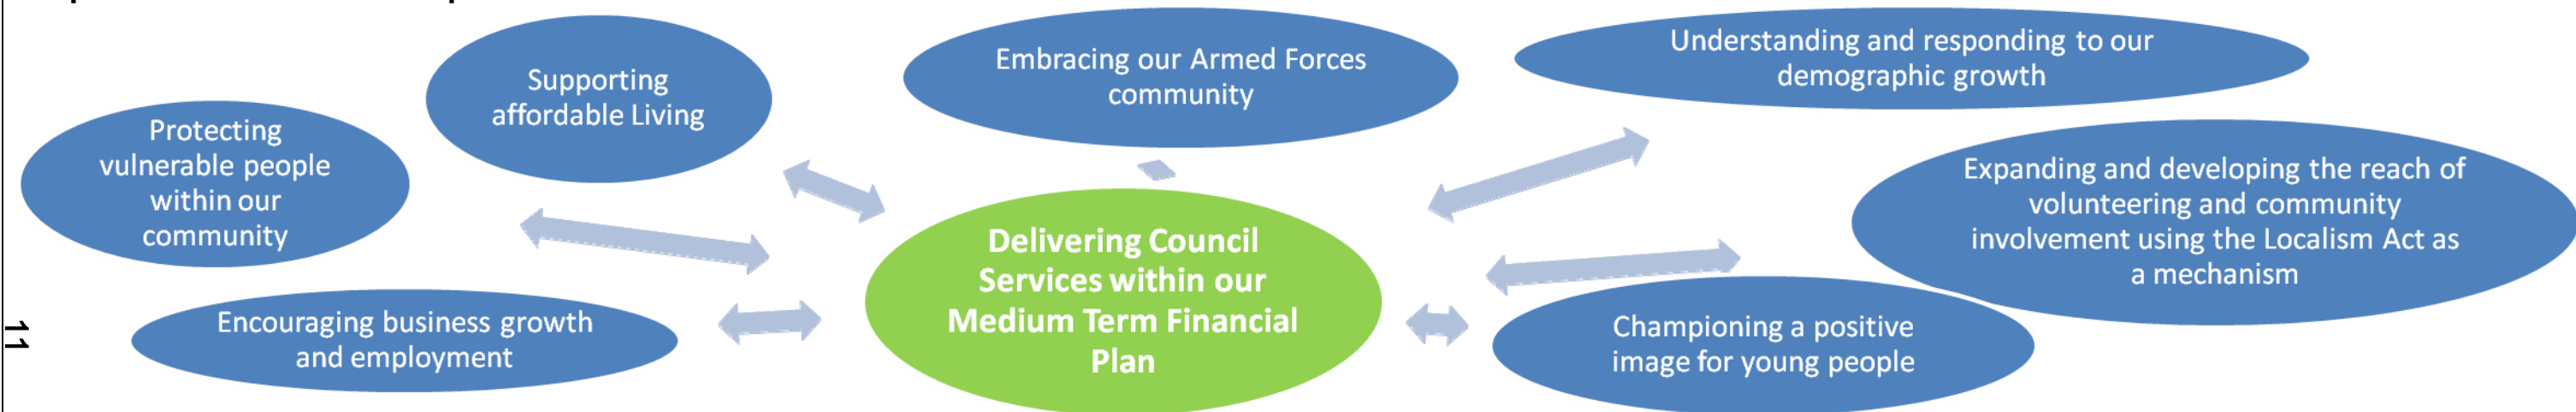 Supporting
affordable Living
Embracing our Armed Forces
community
Understanding and responding to our
demographic growth
Protecting
vulnerable people
within our
community
Expanding and developing the reach of
volunteering and community
involvement using the Localism Act as
a mechanism
Delivering Council
Services within our
Medium Term Financial
Plan
Encouraging business growth
and employment
Championing a positive
image for young people
11